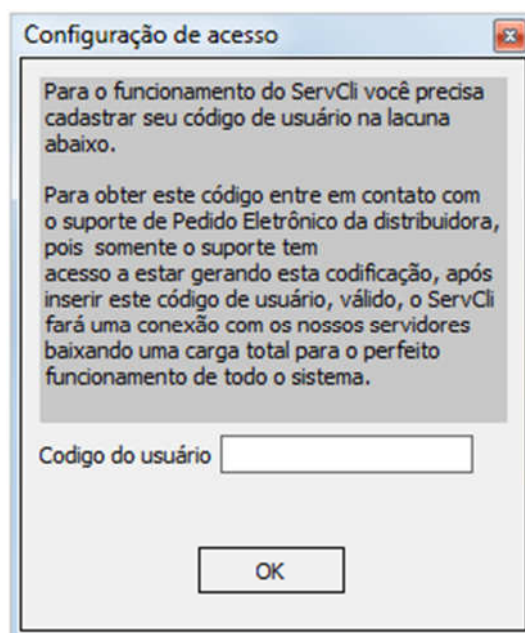 Configuração de acesso
Para o funcionamento do ServCli você precisa
cadastrar seu código de usuário na lacuna
abaixo.
Para obter este código entre em contato com
o suporte de Pedido Eletrônico da distribuidora,
pois  somente o suporte tem
acesso a estar gerando esta codificação, após
inserir este código de usuário, válido, o ServCli
fará uma conexão com os nossos servidores
baixando uma carga total para o perfeito
funcionamento de todo o sistema.
Codigo do usuário
OK